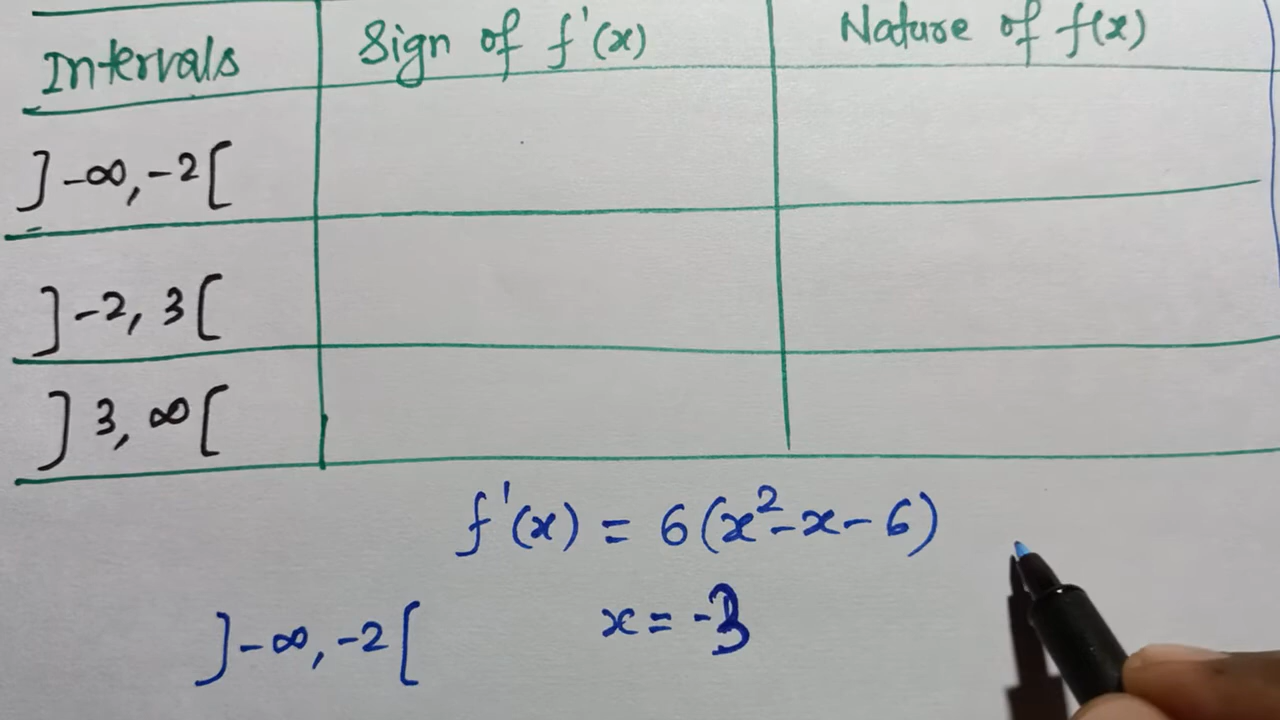 Intervals Sign of f'(x) Nature of f(x)
]-∞, -2[
]-2, 3[
]3, ∞[
f'(x) = 6(x²-x-6)
]-∞, -2[ x = -3